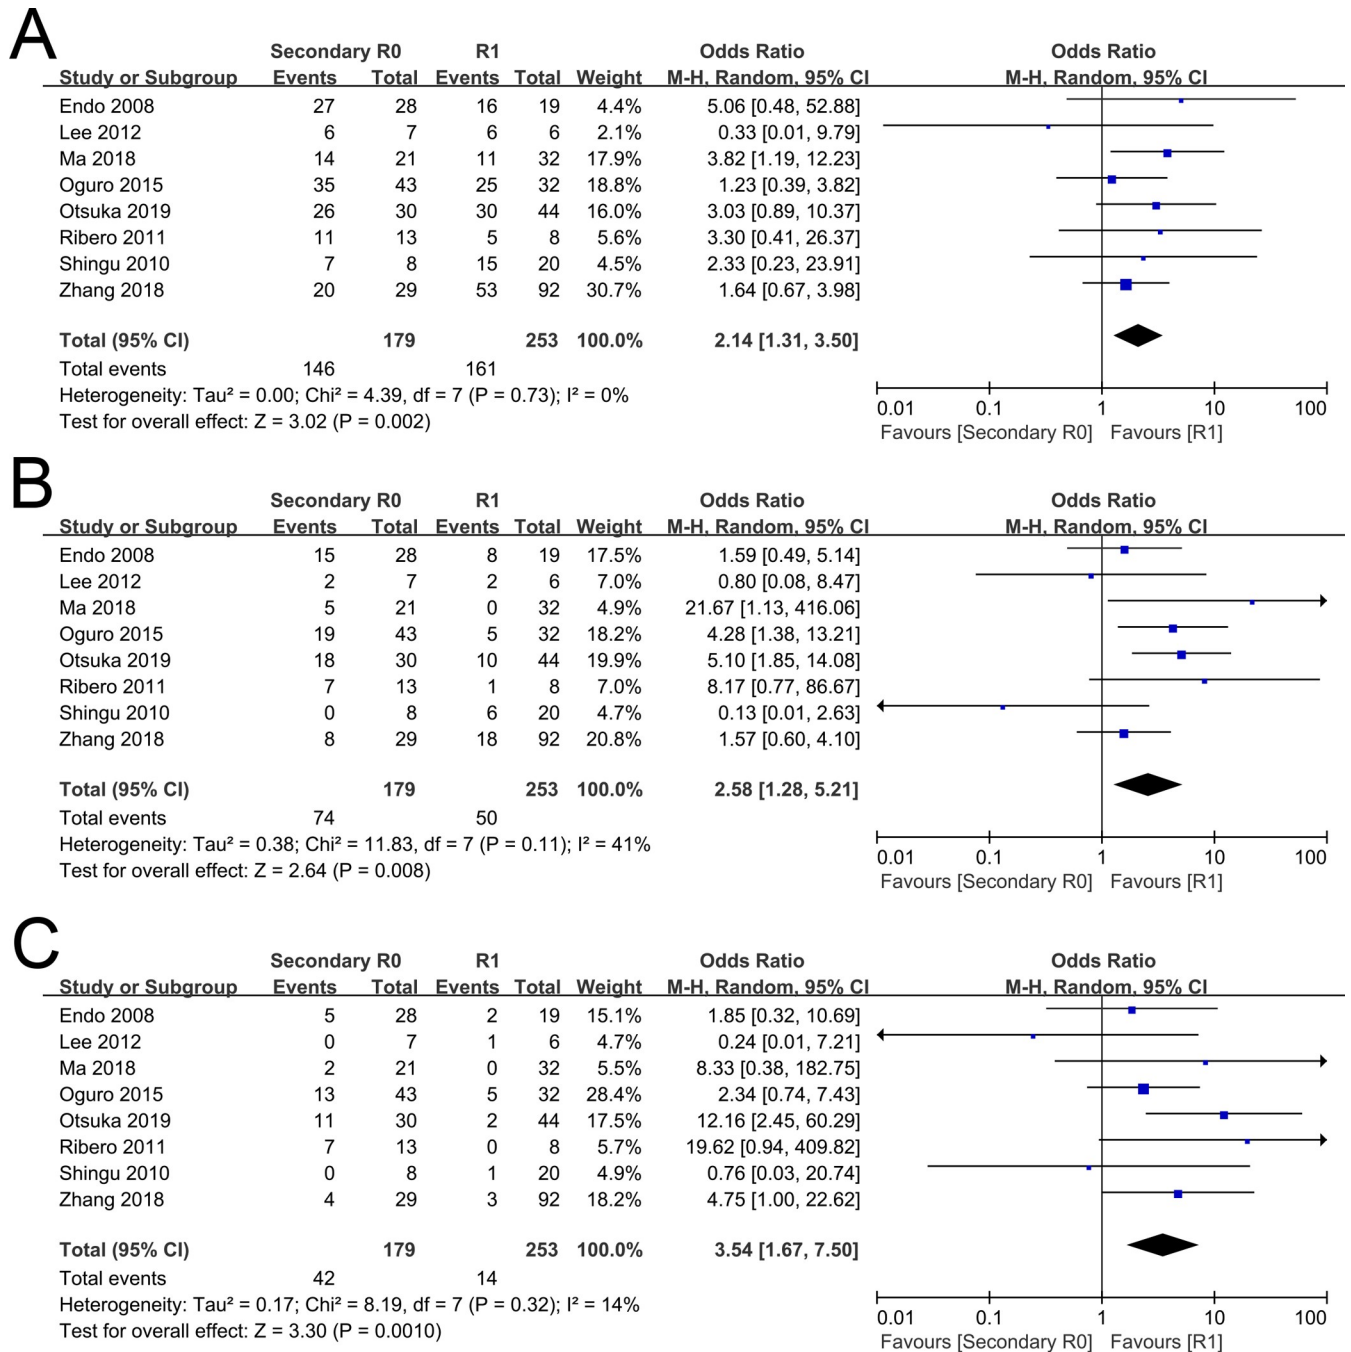 A
Secondary R0 R1 Odds Ratio Odds Ratio
Study or Subgroup Events Total Events Total Weight M-H, Random, 95% CI M-H, Random, 95% CI
Endo 2008 27 28 16 19 4.4% 5.06 [0.48, 52.88]
Lee 2012 6 7 6 6 2.1% 0.33 [0.01, 9.79]
Ma 2018 14 21 11 32 17.9% 3.82 [1.19, 12.23]
Oguro 2015 35 43 25 32 18.8% 1.23 [0.39, 3.82]
Otsuka 2019 26 30 30 44 16.0% 3.03 [0.89, 10.37]
Ribero 2011 11 13 5 8 5.6% 3.30 [0.41, 26.37]
Shingu 2010 7 8 15 20 4.5% 2.33 [0.23, 23.91]
Zhang 2018 20 29 53 92 30.7% 1.64 [0.67, 3.98]
Total (95% CI) 179 253 100.0% 2.14 [1.31, 3.50]
Total events 146 161
Heterogeneity: Tau² = 0.00; Chi² = 4.39, df = 7 (P = 0.73); I² = 0%
Test for overall effect: Z = 3.02 (P = 0.002)
0.01 0.1 1 10 100
Favours [Secondary R0] Favours [R1]
B
Secondary R0 R1 Odds Ratio Odds Ratio
Study or Subgroup Events Total Events Total Weight M-H, Random, 95% CI M-H, Random, 95% CI
Endo 2008 15 28 8 19 17.5% 1.59 [0.49, 5.14]
Lee 2012 2 7 2 6 7.0% 0.80 [0.08, 8.47]
Ma 2018 5 21 0 32 4.9% 21.67 [1.13, 416.06]
Oguro 2015 19 43 5 32 18.2% 4.28 [1.38, 13.21]
Otsuka 2019 18 30 10 44 19.9% 5.10 [1.85, 14.08]
Ribero 2011 7 13 1 8 7.0% 8.17 [0.77, 86.67]
Shingu 2010 0 8 6 20 4.7% 0.13 [0.01, 2.63]
Zhang 2018 8 29 18 92 20.8% 1.57 [0.60, 4.10]
Total (95% CI) 179 253 100.0% 2.58 [1.28, 5.21]
Total events 74 50
Heterogeneity: Tau² = 0.38; Chi² = 11.83, df = 7 (P = 0.11); I² = 41%
Test for overall effect: Z = 2.64 (P = 0.008)
0.01 0.1 1 10 100
Favours [Secondary R0] Favours [R1]
C
Secondary R0 R1 Odds Ratio Odds Ratio
Study or Subgroup Events Total Events Total Weight M-H, Random, 95% CI M-H, Random, 95% CI
Endo 2008 5 28 2 19 15.1% 1.85 [0.32, 10.69]
Lee 2012 0 7 1 6 4.7% 0.24 [0.01, 7.21]
Ma 2018 2 21 0 32 5.5% 8.33 [0.38, 182.75]
Oguro 2015 13 43 5 32 28.4% 2.34 [0.74, 7.43]
Otsuka 2019 11 30 2 44 17.5% 12.16 [2.45, 60.29]
Ribero 2011 7 13 0 8 5.7% 19.62 [0.94, 409.82]
Shingu 2010 0 8 1 20 4.9% 0.76 [0.03, 20.74]
Zhang 2018 4 29 3 92 18.2% 4.75 [1.00, 22.62]
Total (95% CI) 179 253 100.0% 3.54 [1.67, 7.50]
Total events 42 14
Heterogeneity: Tau² = 0.17; Chi² = 8.19, df = 7 (P = 0.32); I² = 14%
Test for overall effect: Z = 3.30 (P = 0.0010)
0.01 0.1 1 10 100
Favours [Secondary R0] Favours [R1]